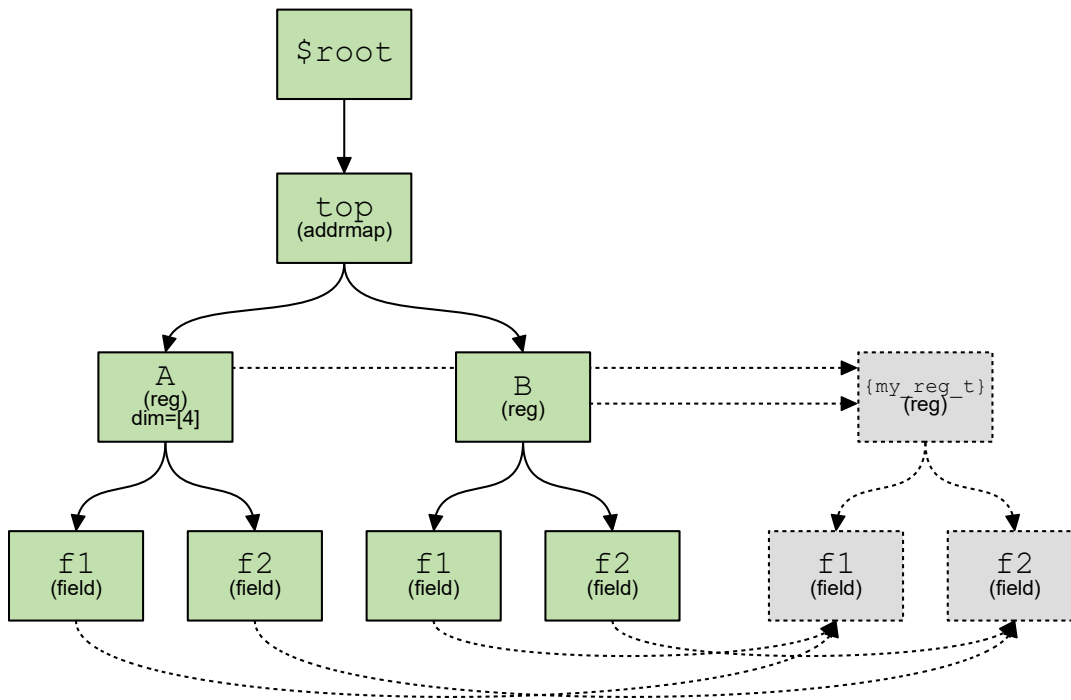 $root
top
(addrmap)
A
(reg)
dim=[4]
B
(reg)
{my_reg_t}
(reg)
f1
(field)
f2
(field)
f1
(field)
f2
(field)
f1
(field)
f2
(field)